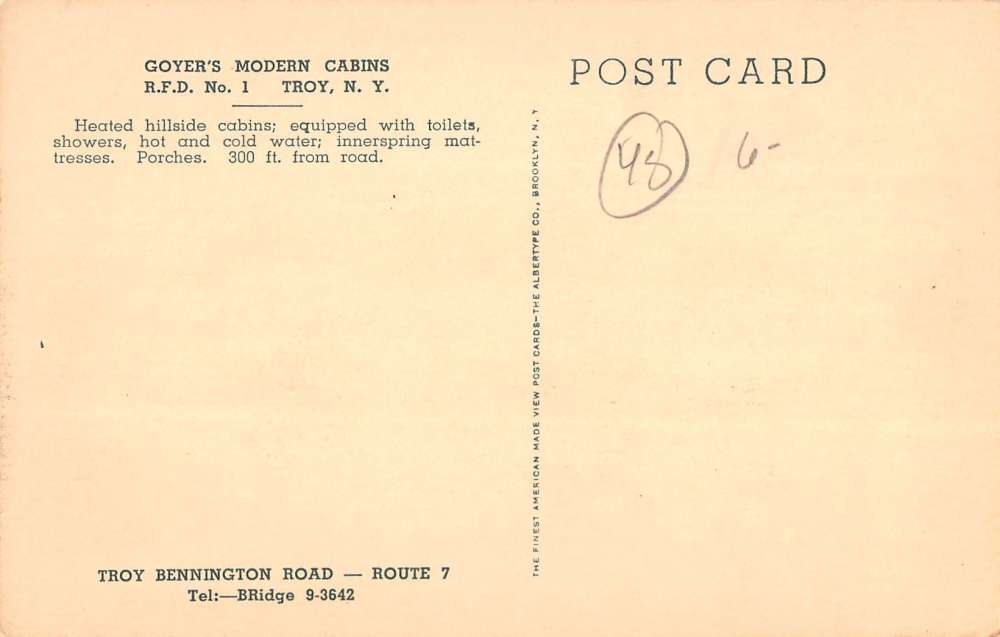 GOYER'S MODERN CABINS
R.F.D. No. 1 TROY, N. Y.
Heated hillside cabins; equipped with toilets,
showers, hot and cold water; innerspring mat-
tresses. Porches. 300 ft. from road.
TROY BENNINGTON ROAD — ROUTE 7
Tel:—BRidge 9-3642
THE FINEST AMERICAN MADE VIEW POST CARDS—THE ALBERTYPE CO., BROOKLYN, N. Y
POST CARD
48
6-